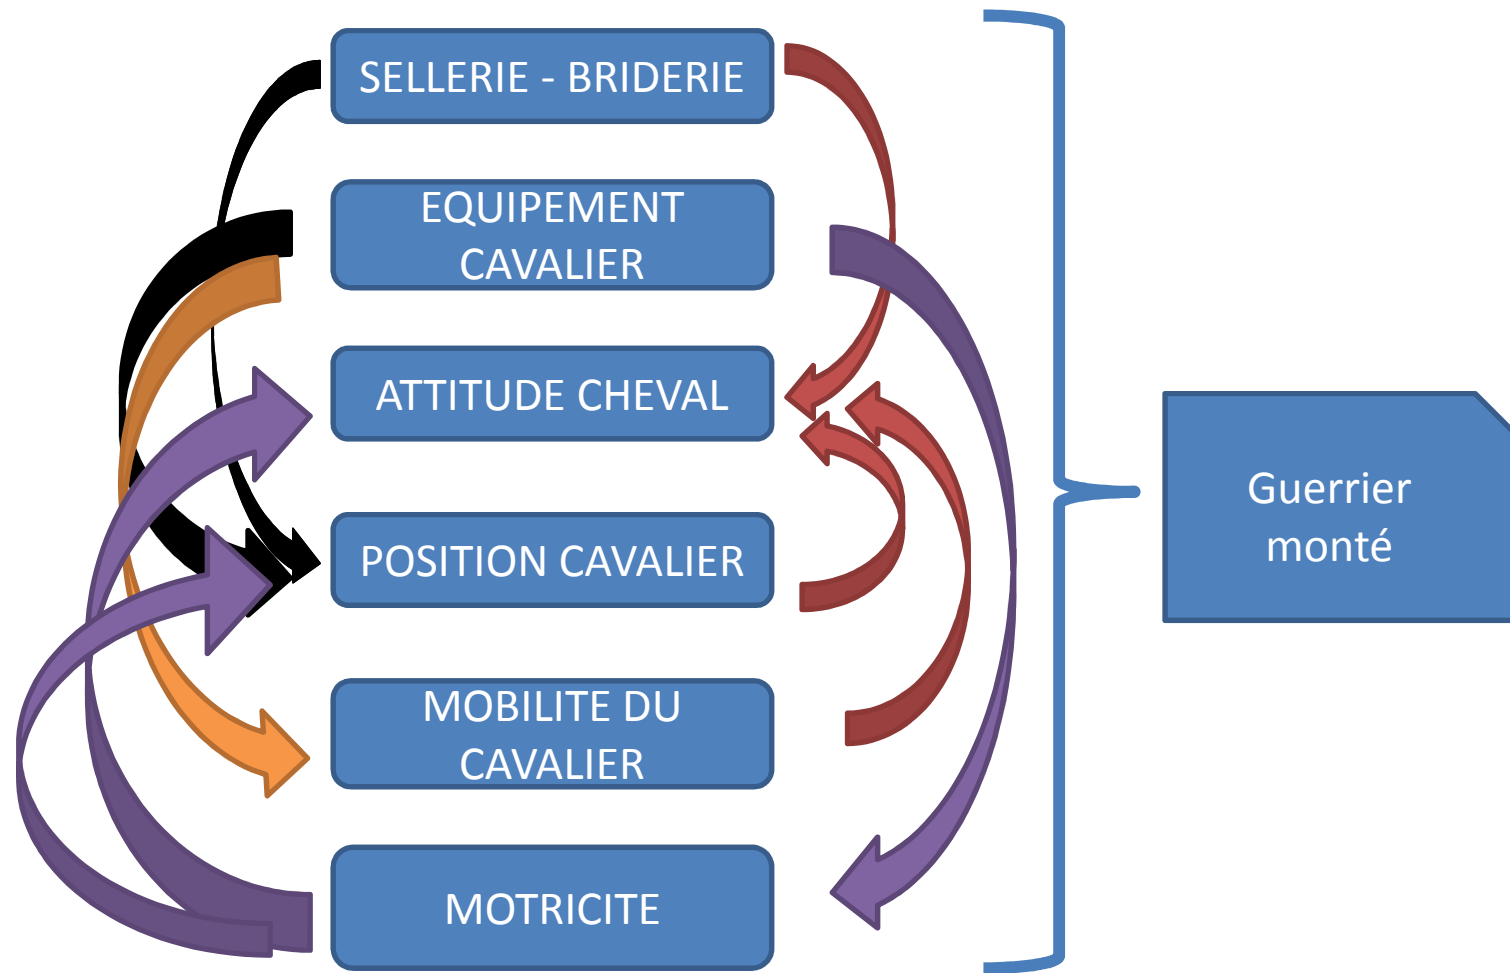 SELLERIE - BRIDERIE
EQUIPEMENT
CAVALIER
ATTITUDE CHEVAL
POSITION CAVALIER
MOBILITE DU
CAVALIER
MOTRICITE
Guerrier
monté